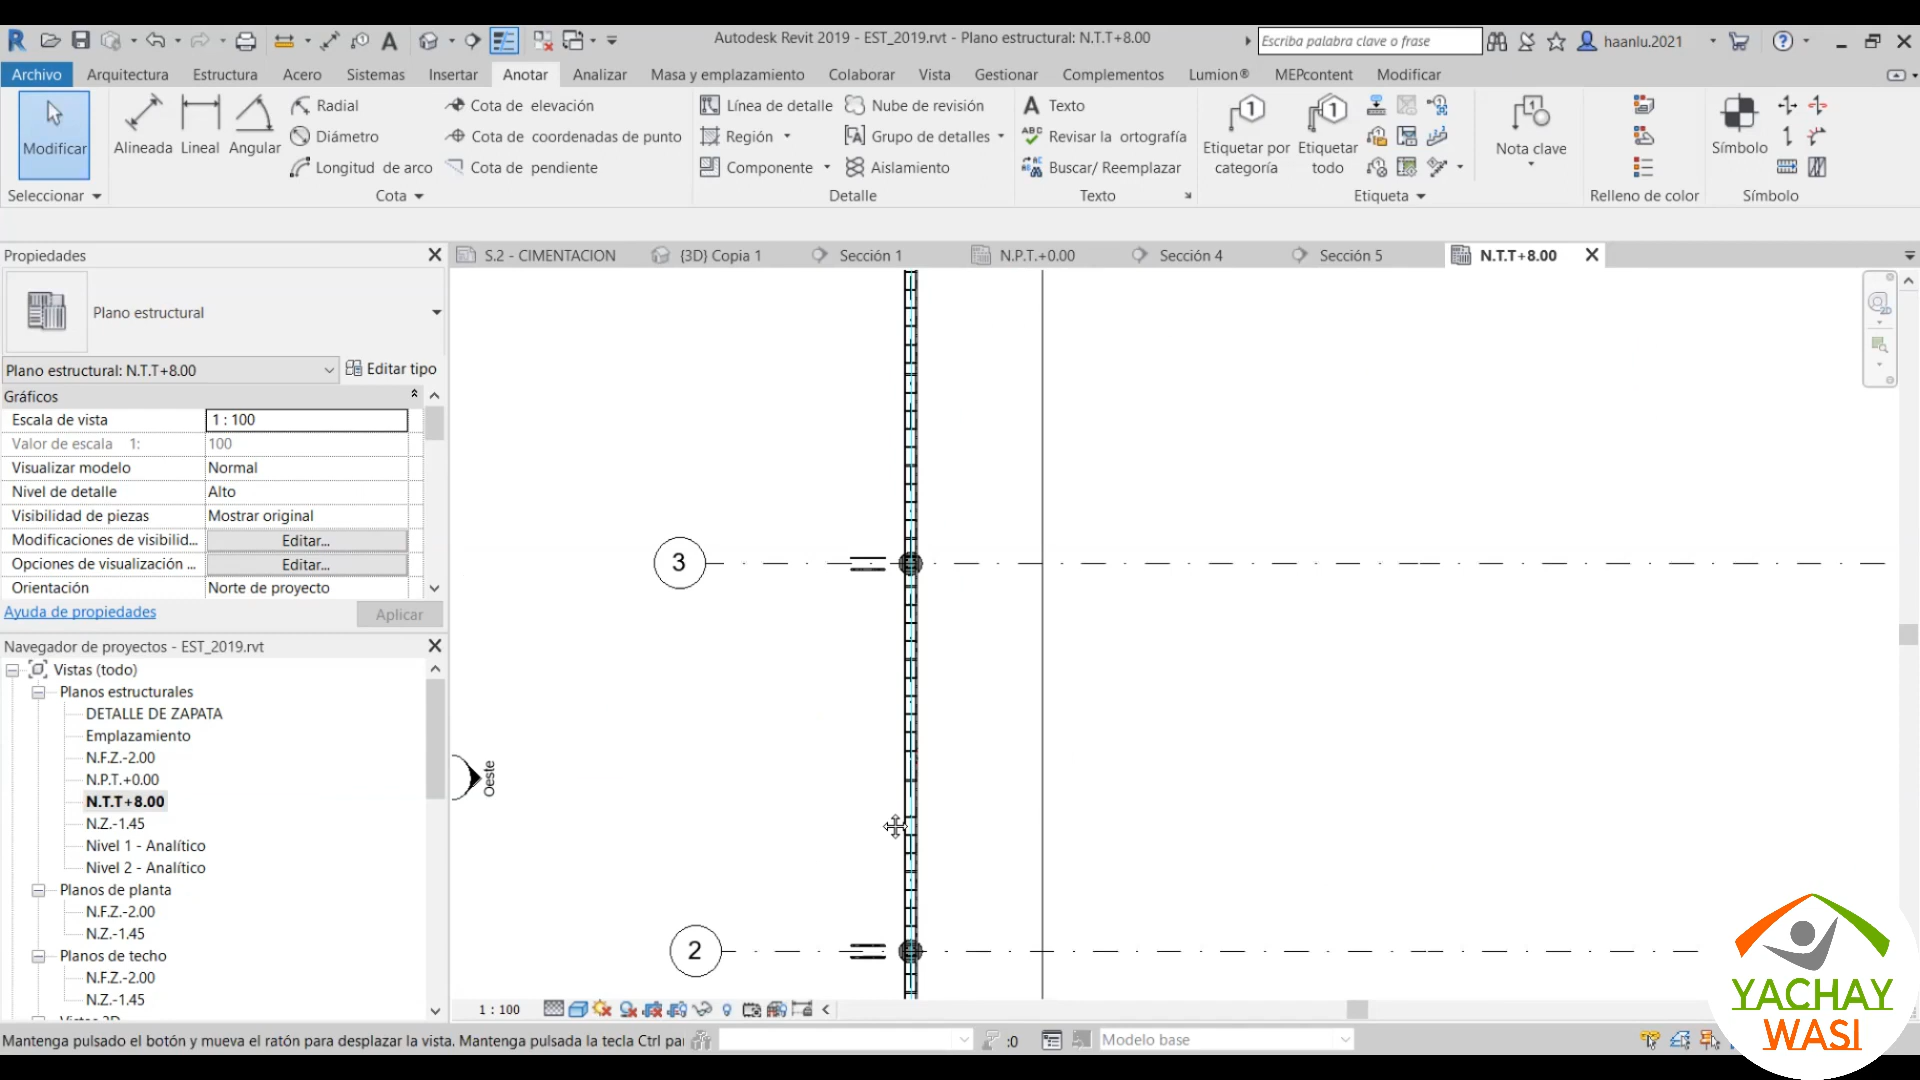 Autodesk Revit 2019 - EST_2019.rvt - Plano estructural: N.T.T+8.00
Escriba palabra clave o frase
haanlu.2021
Archivo Arquitectura Estructura Acero Sistemas Insertar Anotar Analizar Masa y emplazamiento Colaborar Vista Gestionar Complementos Lumion® MEPcontent Modificar
Modificar
Alineada Lineal Angular
Radial
Diámetro
Longitud de arco
Cota de elevación
Cota de coordenadas de punto
Cota de pendiente
Línea de detalle
Región
Componente
Nube de revisión
Grupo de detalles
Aislamiento
Texto
Revisar la ortografía
Buscar/ Reemplazar
Etiquetar por categoría
Etiquetar todo
Nota clave
Símbolo
Seleccionar
Cota
Detalle
Texto
Etiqueta
Relleno de color
Símbolo
Propiedades
S.2 - CIMENTACION {3D} Copia 1 Sección 1 N.P.T.+0.00 Sección 4 Sección 5 N.T.T+8.00
Plano estructural
Plano estructural: N.T.T+8.00 Editar tipo
Gráficos
Escala de vista 1 : 100
Valor de escala 1: 100
Visualizar modelo Normal
Nivel de detalle Alto
Visibilidad de piezas Mostrar original
Modificaciones de visibilid... Editar...
Opciones de visualización ... Editar...
Orientación Norte de proyecto
Ayuda de propiedades Aplicar
Navegador de proyectos - EST_2019.rvt
Vistas (todo)
Planos estructurales
DETALLE DE ZAPATA
Emplazamiento
N.F.Z.-2.00
N.P.T.+0.00
N.T.T+8.00
N.Z.-1.45
Nivel 1 - Analítico
Nivel 2 - Analítico
Planos de planta
N.F.Z.-2.00
N.Z.-1.45
Planos de techo
N.F.Z.-2.00
N.Z.-1.45
3
Oeste
2
1 : 100
Mantenga pulsado el botón y mueva el ratón para desplazar la vista. Mantenga pulsada la tecla Ctrl pa
:0
Modelo base
YACHAY
WASI